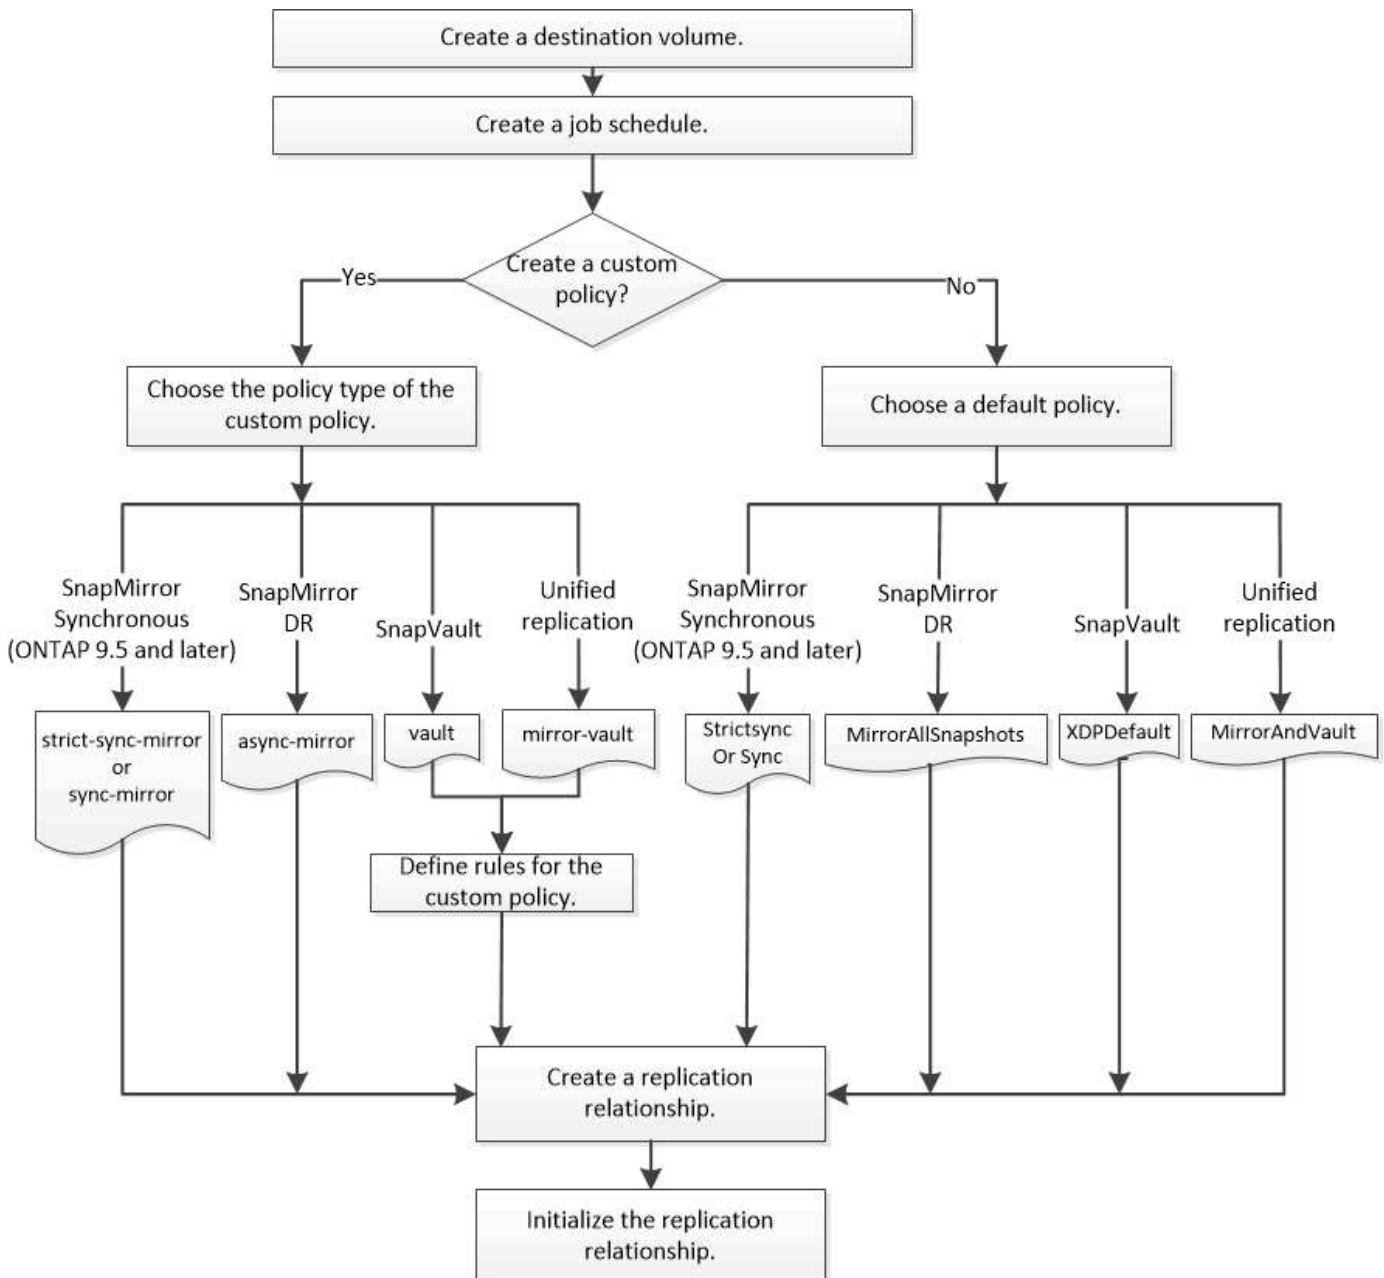 Create a destination volume.
Create a job schedule.
Create a custom
policy?
Yes
No
Choose the policy type of the
custom policy.
Choose a default policy.
SnapMirror
Synchronous
(ONTAP 9.5 and later)
SnapMirror
DR
SnapVault
Unified
replication
SnapMirror
Synchronous
(ONTAP 9.5 and later)
SnapMirror
DR
SnapVault
Unified
replication
strict-sync-mirror
or
sync-mirror
async-mirror
vault
mirror-vault
Strictsync
Or Sync
MirrorAllSnapshots
XDPDefault
MirrorAndVault
Define rules for the
custom policy.
Create a replication
relationship.
Initialize the replication
relationship.